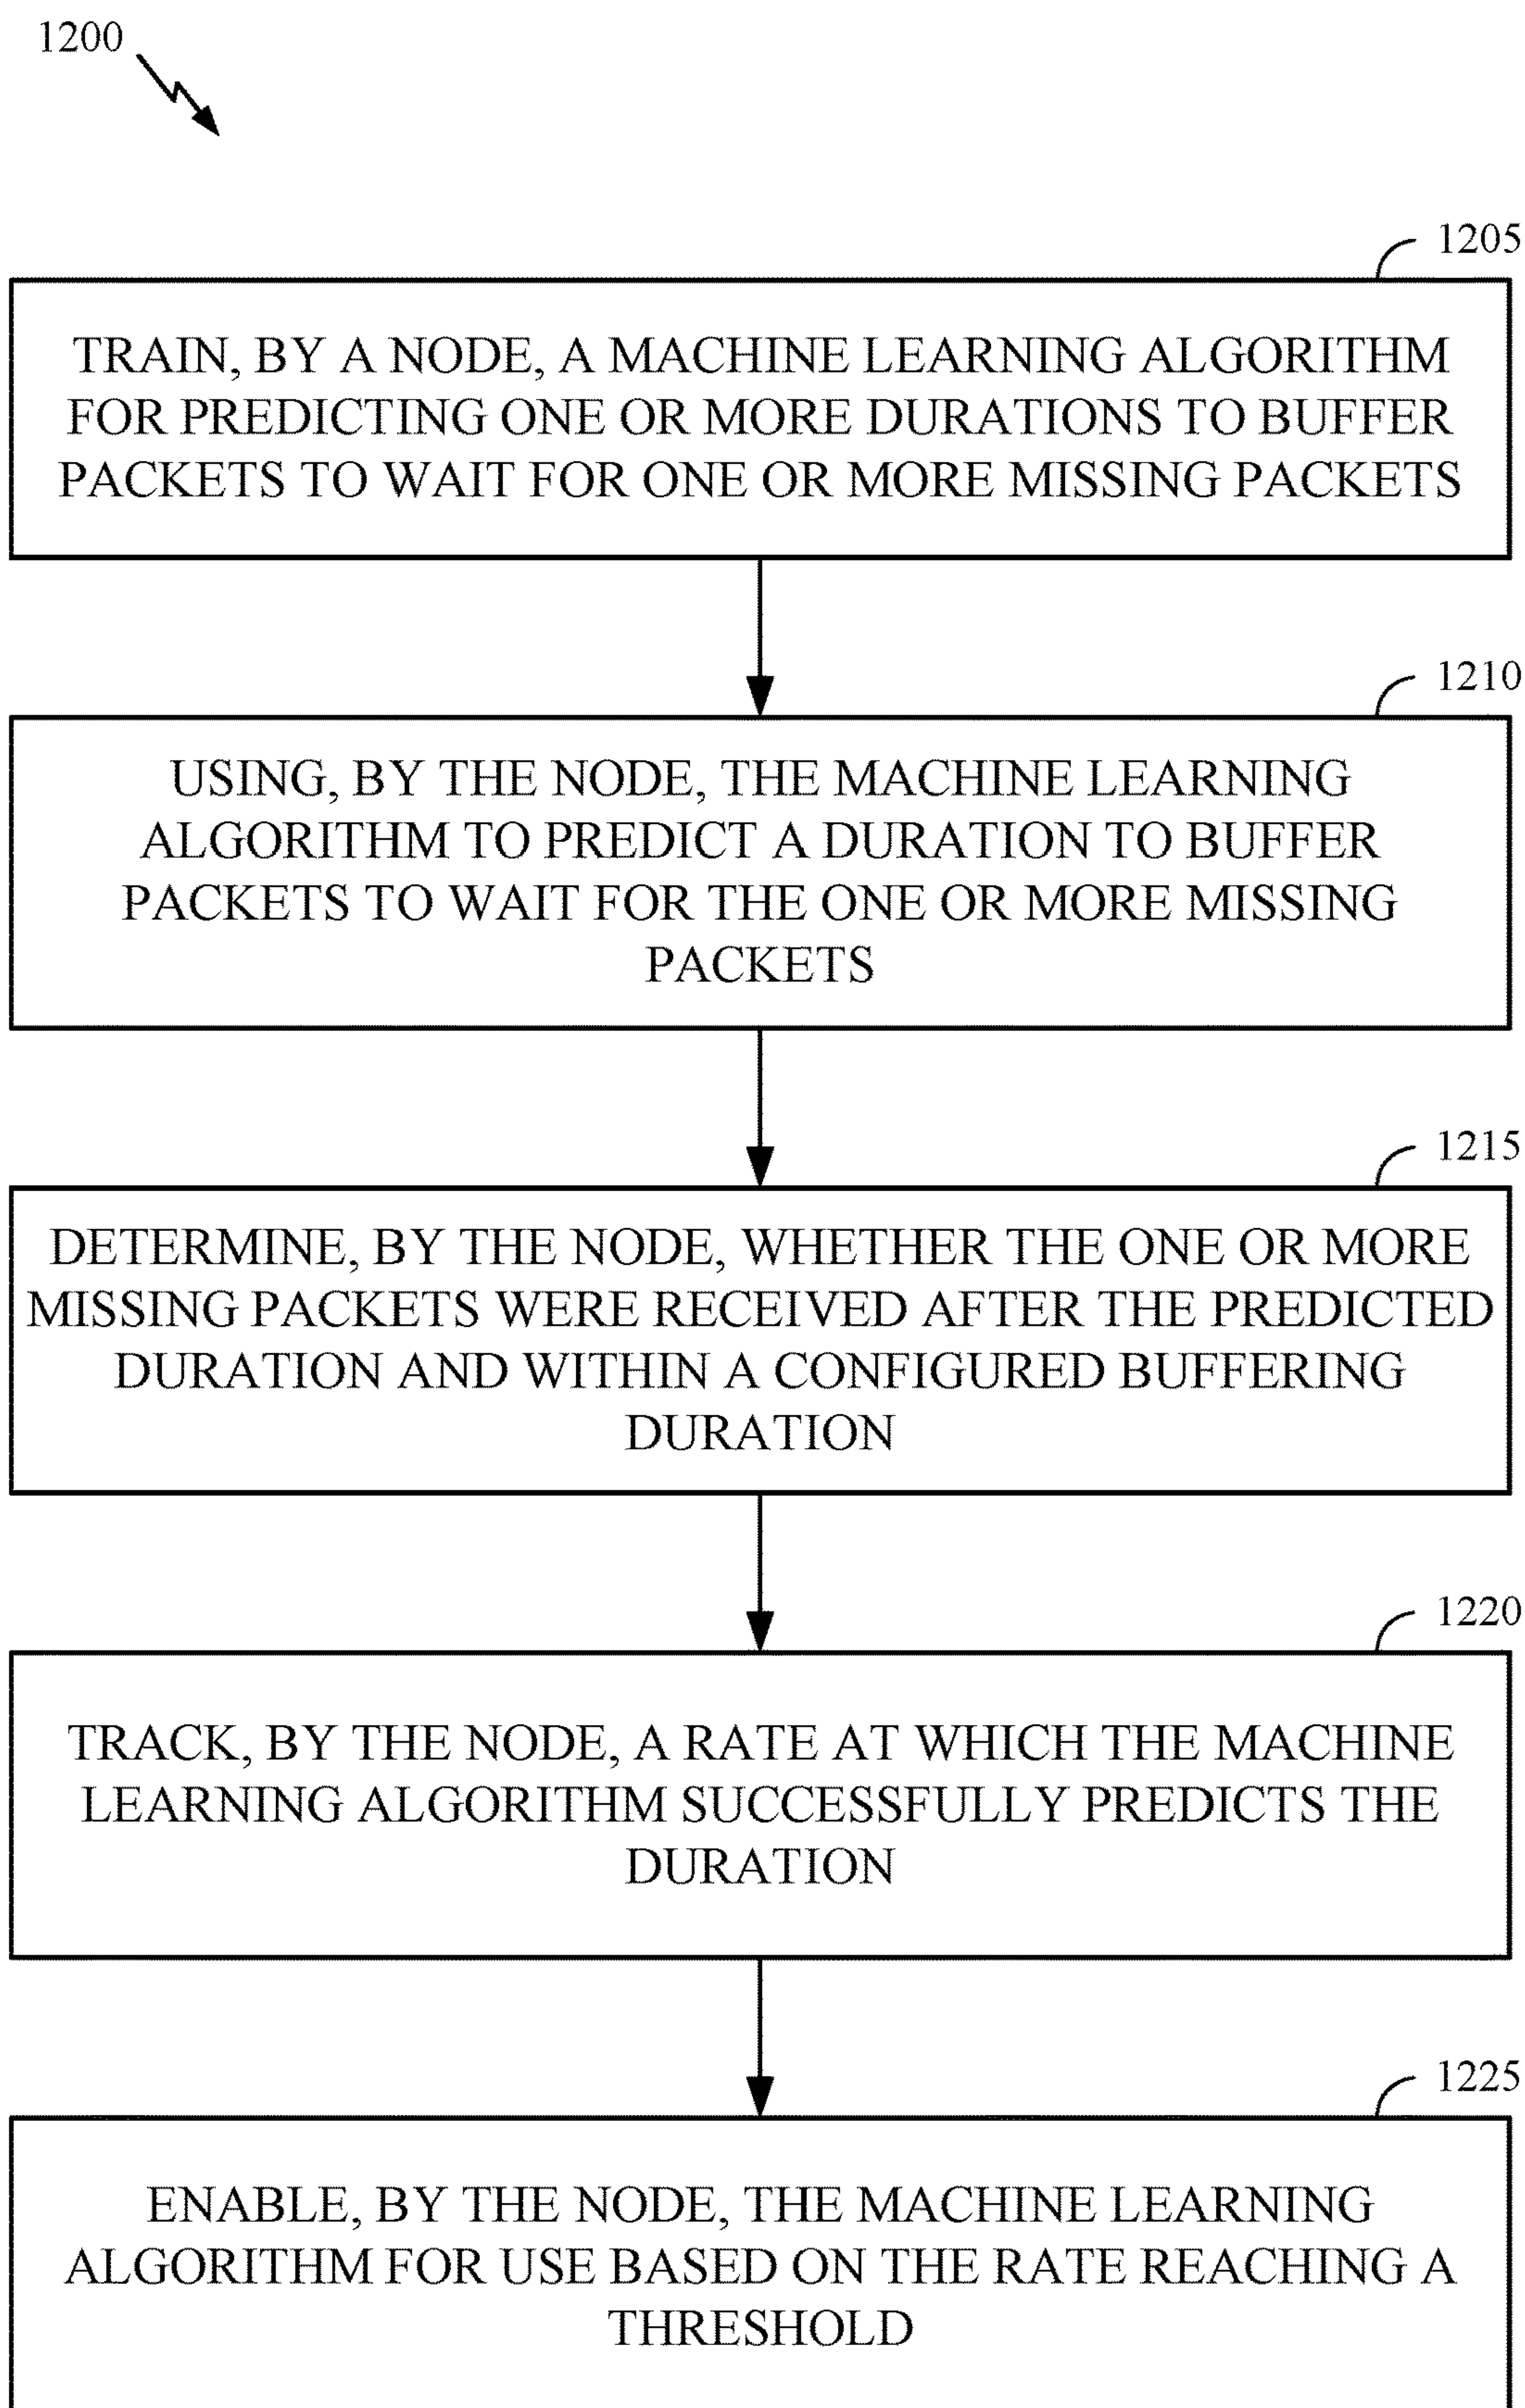 1200
1205
TRAIN, BY A NODE, A MACHINE LEARNING ALGORITHM
FOR PREDICTING ONE OR MORE DURATIONS TO BUFFER
PACKETS TO WAIT FOR ONE OR MORE MISSING PACKETS
1210
USING, BY THE NODE, THE MACHINE LEARNING
ALGORITHM TO PREDICT A DURATION TO BUFFER
PACKETS TO WAIT FOR THE ONE OR MORE MISSING
PACKETS
1215
DETERMINE, BY THE NODE, WHETHER THE ONE OR MORE
MISSING PACKETS WERE RECEIVED AFTER THE PREDICTED
DURATION AND WITHIN A CONFIGURED BUFFERING
DURATION
1220
TRACK, BY THE NODE, A RATE AT WHICH THE MACHINE
LEARNING ALGORITHM SUCCESSFULLY PREDICTS THE
DURATION
1225
ENABLE, BY THE NODE, THE MACHINE LEARNING
ALGORITHM FOR USE BASED ON THE RATE REACHING A
THRESHOLD